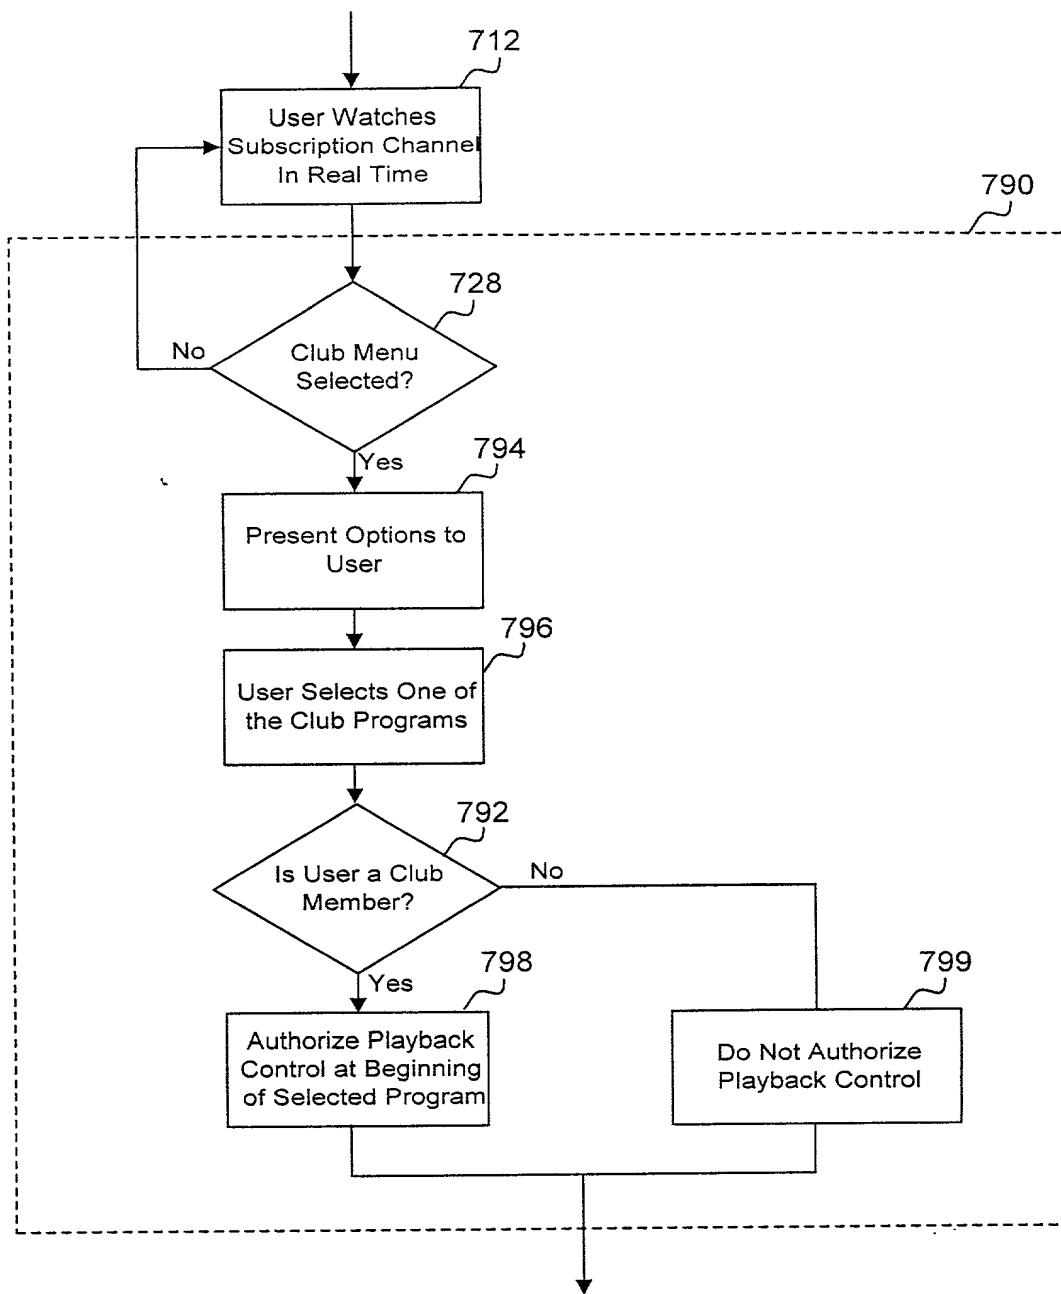 712
User Watches
Subscription Channel
In Real Time
790
728
No
Club Menu
Selected?
Yes
794
Present Options to
User
796
User Selects One of
the Club Programs
792
Is User a Club
Member?
No
Yes
798
Authorize Playback
Control at Beginning
of Selected Program
799
Do Not Authorize
Playback Control